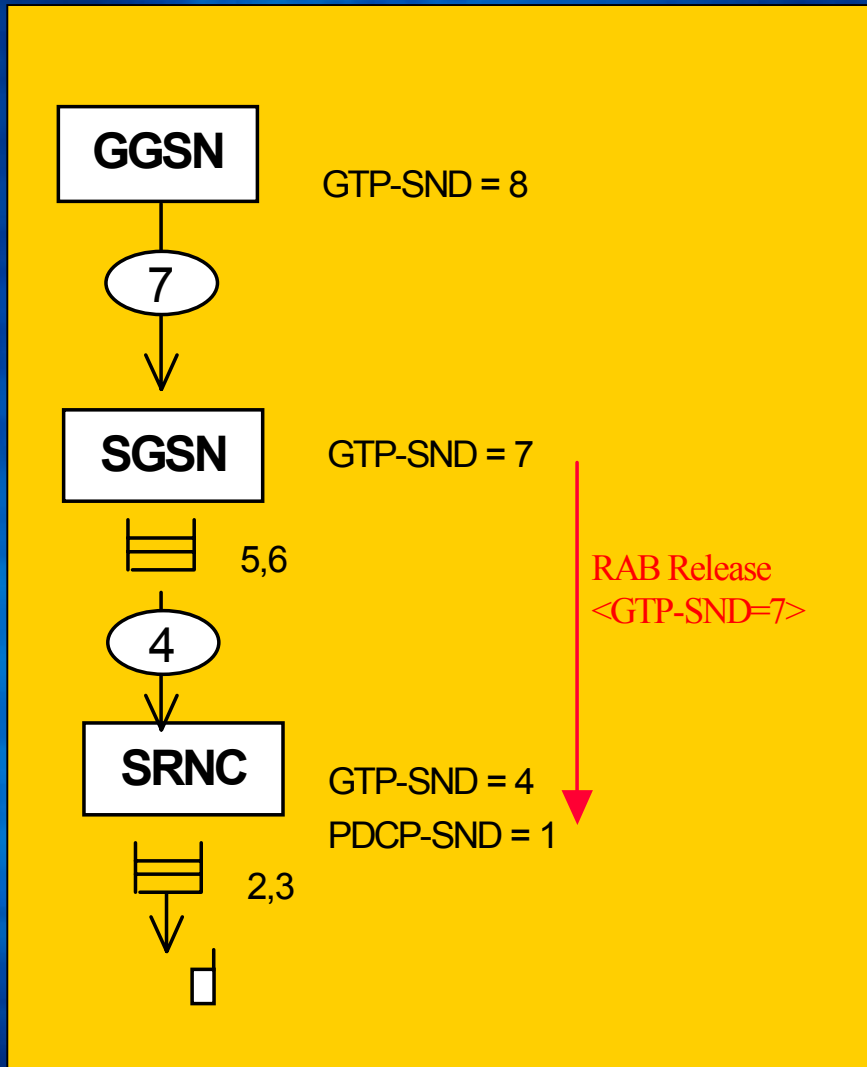 GGSN
GTP-SND = 8
7
SGSN
GTP-SND = 7
5,6
RAB Release
<GTP-SND=7>
4
SRNC
GTP-SND = 4
PDCP-SND = 1
2,3